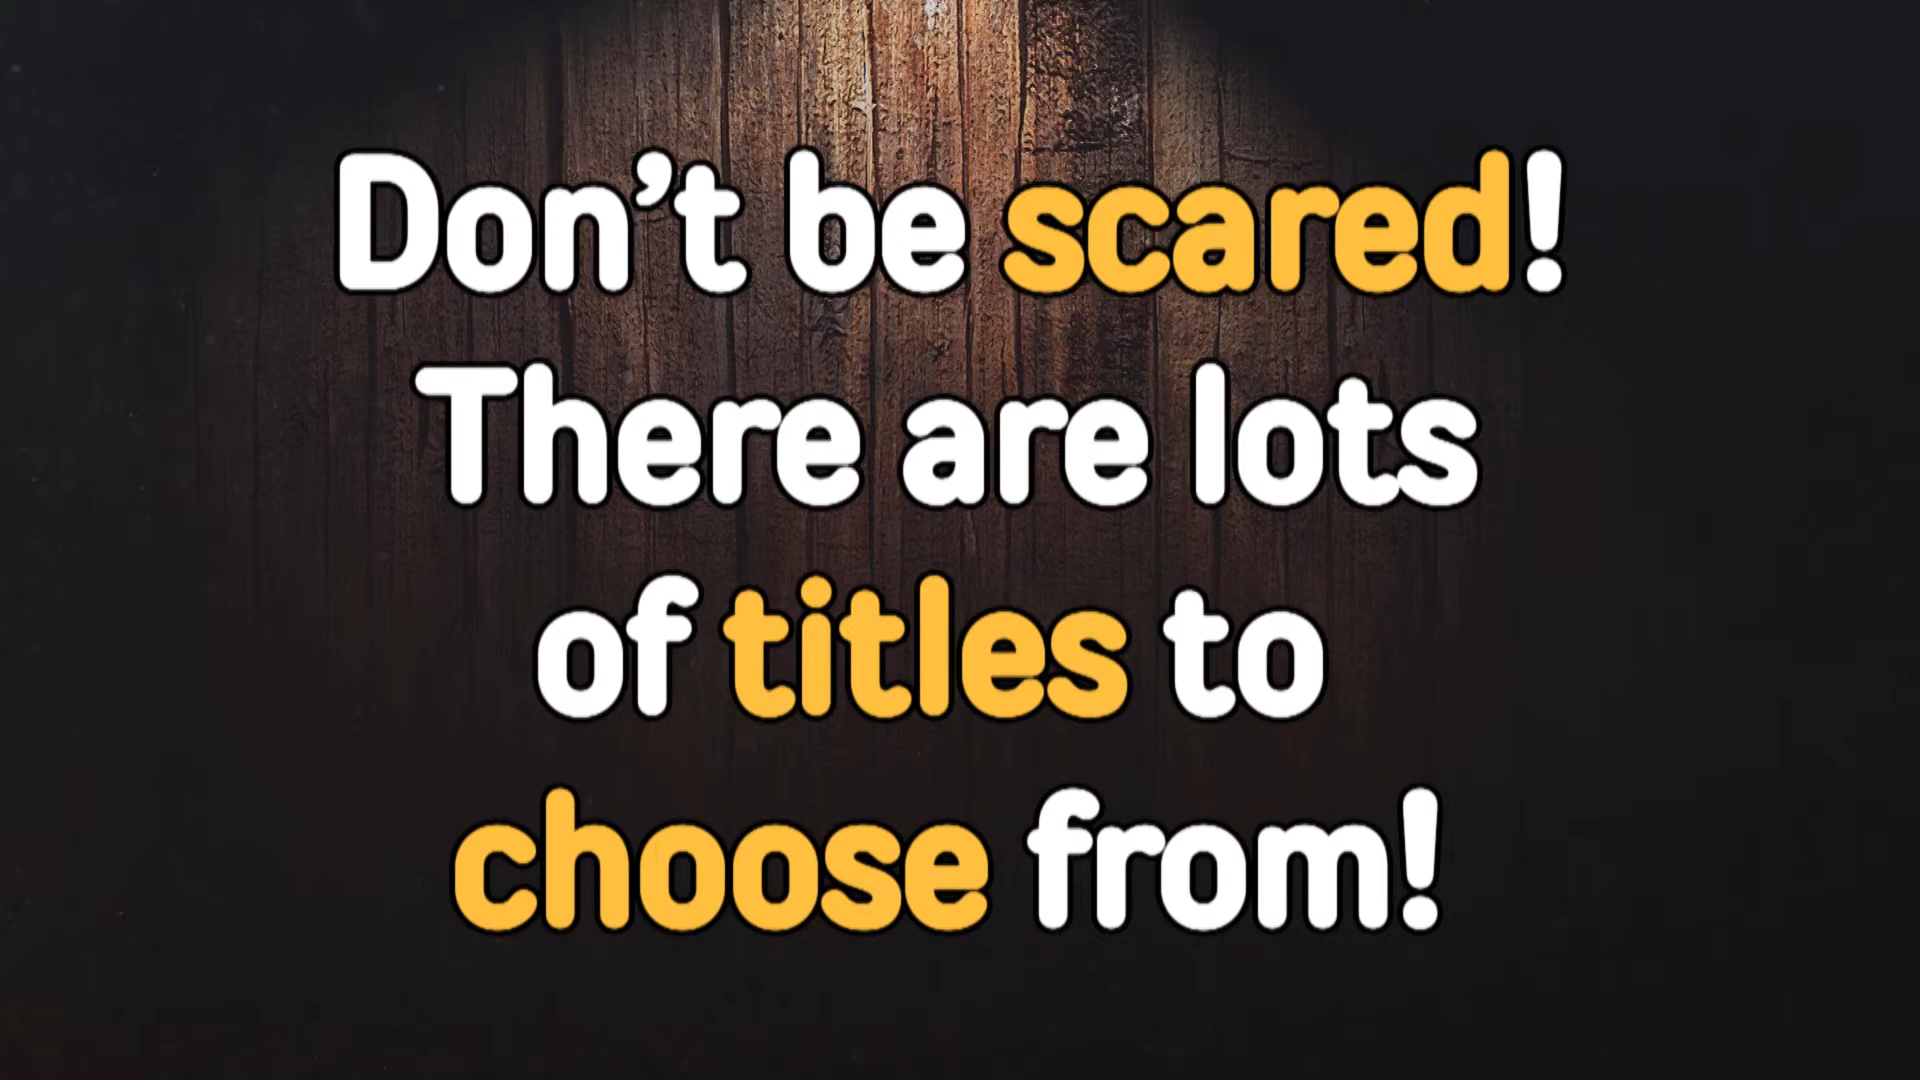 Don’t be scared!
There are lots
of titles to
choose from!